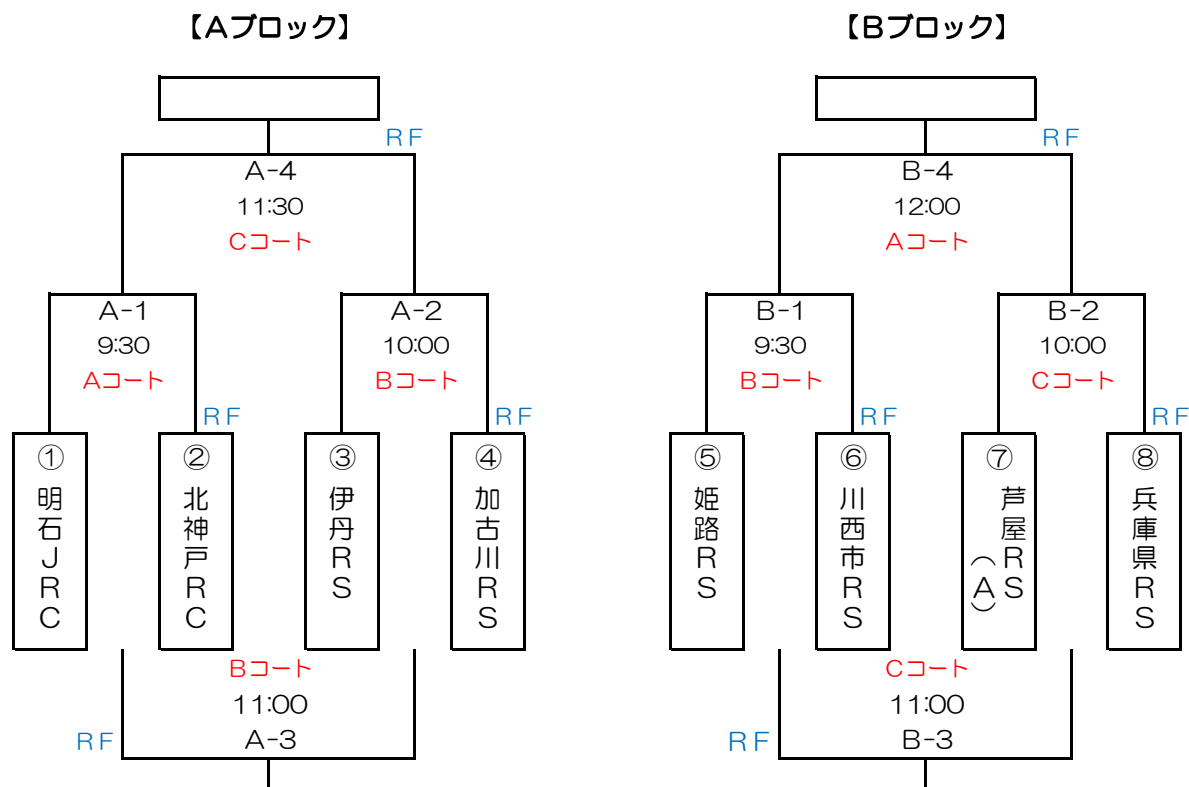 【Aブロック】
ＲＦ
A-4
11:30
Cコート
A-1
9:30
Aコート
ＲＦ
A-2
10:00
Bコート
ＲＦ
①
明石JRC
②
北神戸RC
③
伊丹RS
④
加古川RS
Bコート
11:00
ＲＦ
A-3
【Bブロック】
ＲＦ
B-4
12:00
Aコート
B-1
9:30
Bコート
ＲＦ
B-2
10:00
Cコート
ＲＦ
⑤
姫路RS
⑥
川西市RS
⑦
芦屋RS
（A）
⑧
兵庫県RS
Cコート
11:00
ＲＦ
B-3